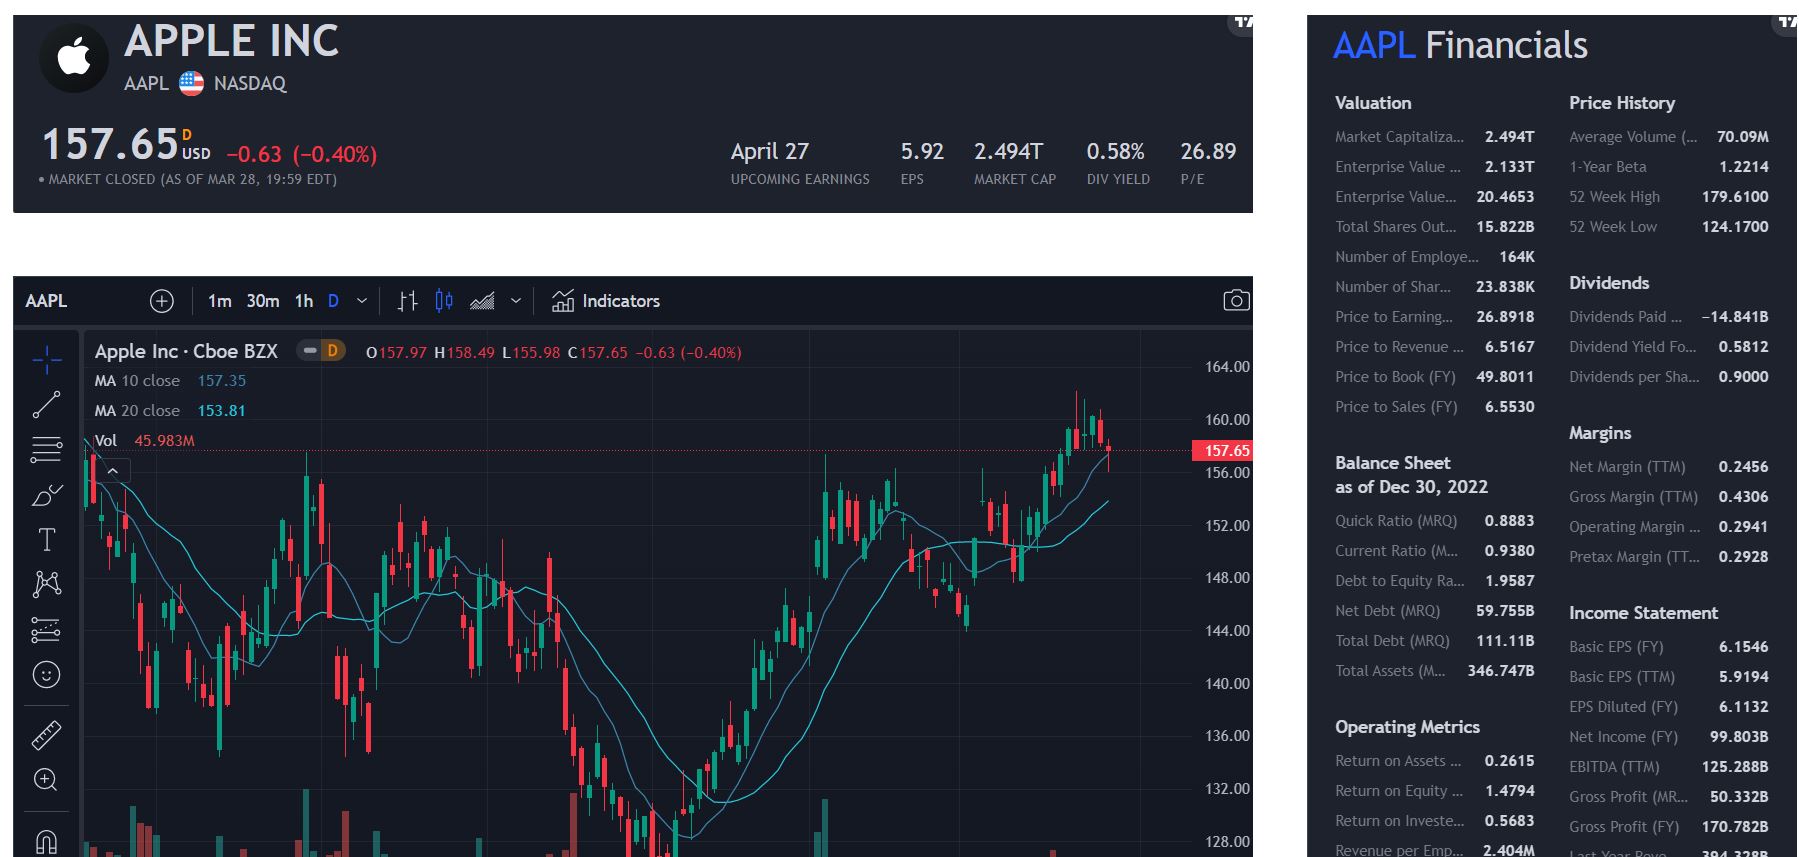 APPLE INC
AAPL NASDAQ
157.65 D USD −0.63 (−0.40%)
• MARKET CLOSED (AS OF MAR 28, 19:59 EDT)
April 27 5.92 2.494T 0.58% 26.89
UPCOMING EARNINGS EPS MARKET CAP DIV YIELD P/E
AAPL 1m 30m 1h D Indicators
Apple Inc · Cboe BZX D O157.97 H158.49 L155.98 C157.65 −0.63 (−0.40%)
MA 10 close 157.35
MA 20 close 153.81
Vol 45.983M
164.00
160.00
157.65
156.00
152.00
148.00
144.00
140.00
136.00
132.00
128.00
T
AAPL Financials
Valuation
Market Capitaliza... 2.494T
Enterprise Value ... 2.133T
Enterprise Value... 20.4653
Total Shares Out... 15.822B
Number of Employe... 164K
Number of Shar... 23.838K
Price to Earning... 26.8918
Price to Revenue ... 6.5167
Price to Book (FY) 49.8011
Price to Sales (FY) 6.5530
Balance Sheet
as of Dec 30, 2022
Quick Ratio (MRQ) 0.8883
Current Ratio (M... 0.9380
Debt to Equity Ra... 1.9587
Net Debt (MRQ) 59.755B
Total Debt (MRQ) 111.11B
Total Assets (M... 346.747B
Operating Metrics
Return on Assets ... 0.2615
Return on Equity ... 1.4794
Return on Investe... 0.5683
Revenue per Emp... 2.404M
Price History
Average Volume (... 70.09M
1-Year Beta 1.2214
52 Week High 179.6100
52 Week Low 124.1700
Dividends
Dividends Paid ... −14.841B
Dividend Yield Fo... 0.5812
Dividends per Sha... 0.9000
Margins
Net Margin (TTM) 0.2456
Gross Margin (TTM) 0.4306
Operating Margin ... 0.2941
Pretax Margin (TT... 0.2928
Income Statement
Basic EPS (FY) 6.1546
Basic EPS (TTM) 5.9194
EPS Diluted (FY) 6.1132
Net Income (FY) 99.803B
EBITDA (TTM) 125.288B
Gross Profit (MR... 50.332B
Gross Profit (FY) 170.782B
Last Year Reve... 394.328B